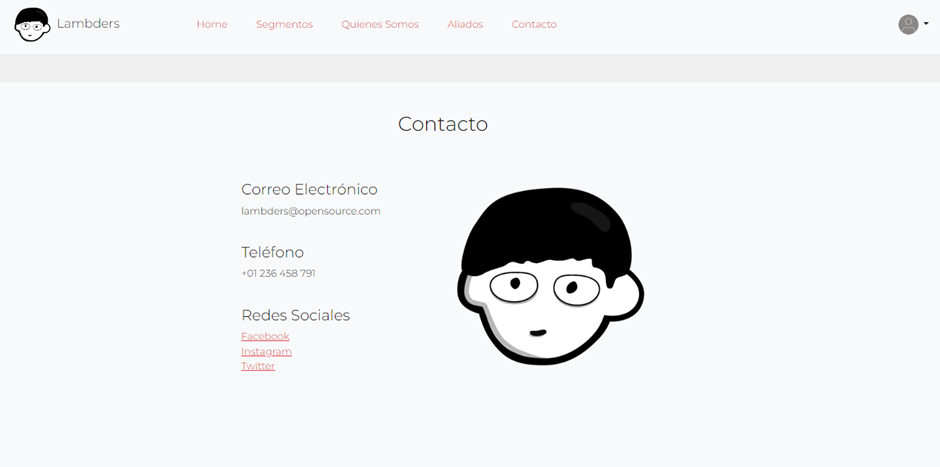 Lambders
Home Segmentos Quienes Somos Aliados Contacto
Contacto
Correo Electrónico
lambders@opensource.com
Teléfono
+01 236 458 791
Redes Sociales
Facebook
Instagram
Twitter